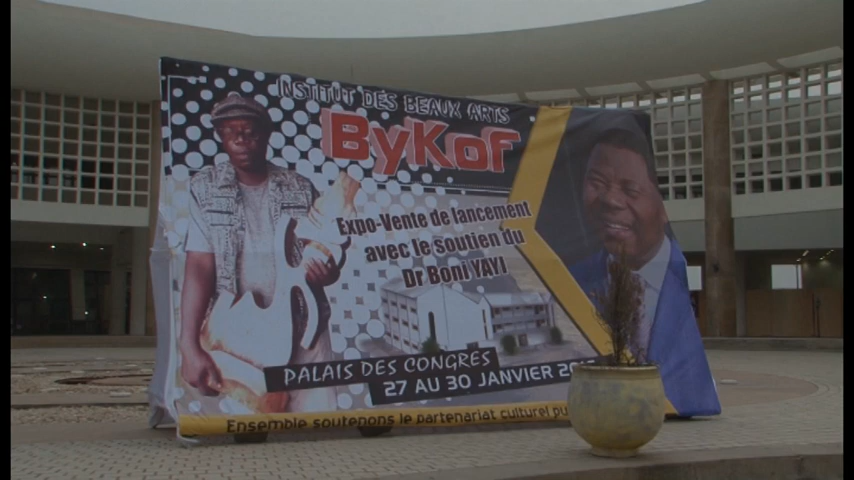 INSTITUT DES BEAUX ARTS
ByKof
Expo-Vente de lancement
avec le soutien du
Dr Boni YAYI
PALAIS DES CONGRES
27 AU 30 JANVIER
Ensemble soutenons le partenariat culturel